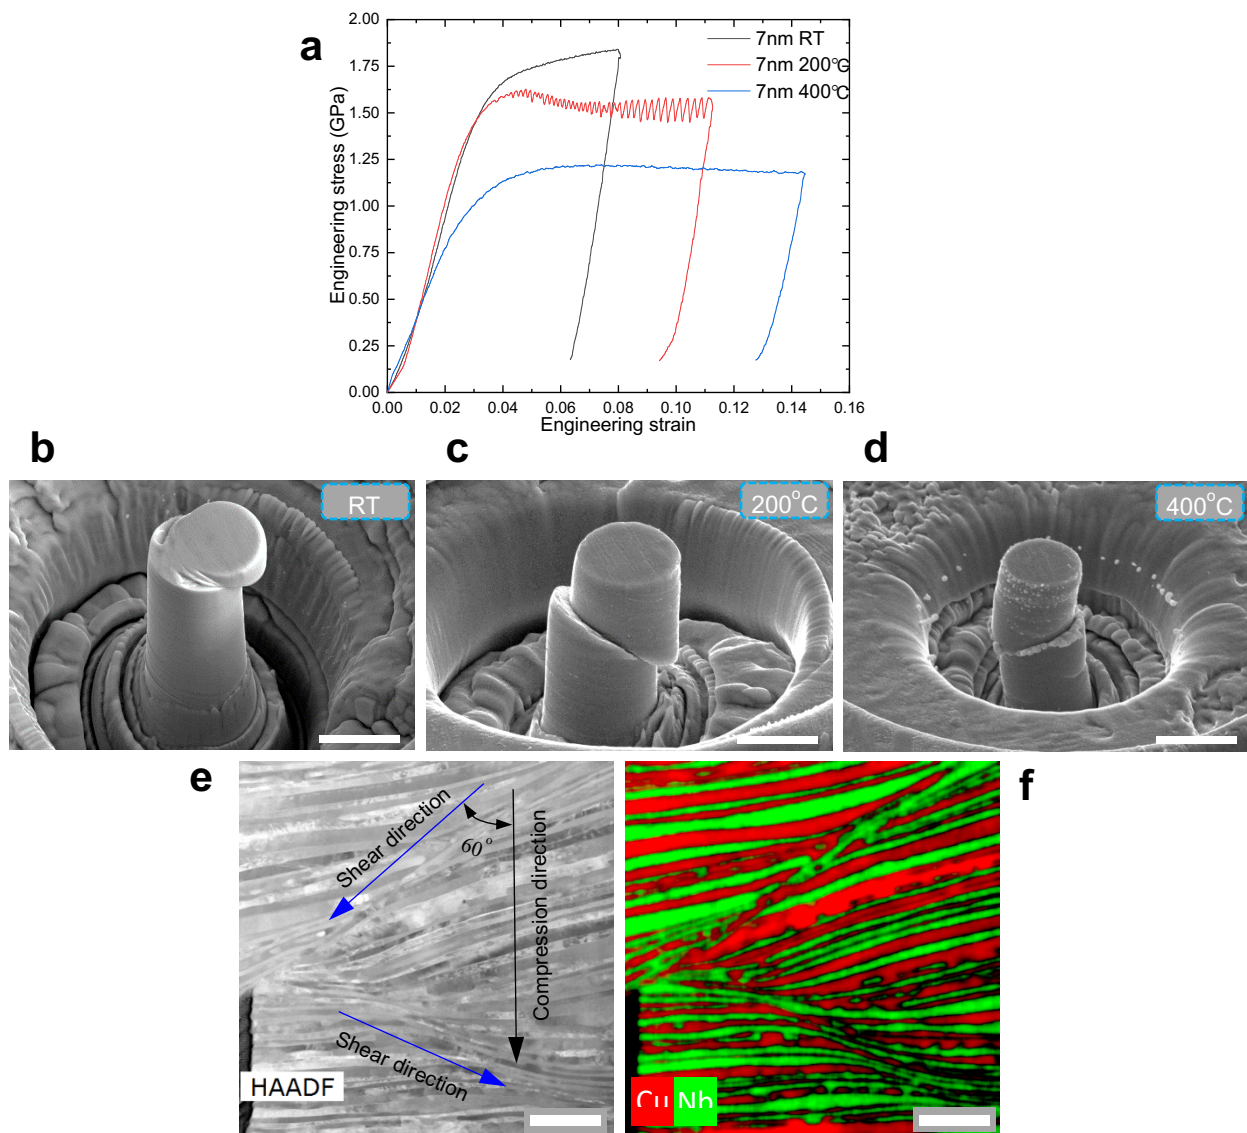 a
2.00
1.75
1.50
1.25
1.00
0.75
0.50
0.25
0.00
Engineering stress (GPa)
7nm RT
7nm 200°C
7nm 400°C
0.00 0.02 0.04 0.06 0.08 0.10 0.12 0.14 0.16
Engineering strain
b
c
d
RT
200°C
400°C
e
f
Shear direction
60°
Compression direction
Shear direction
HAADF
Cu Nb